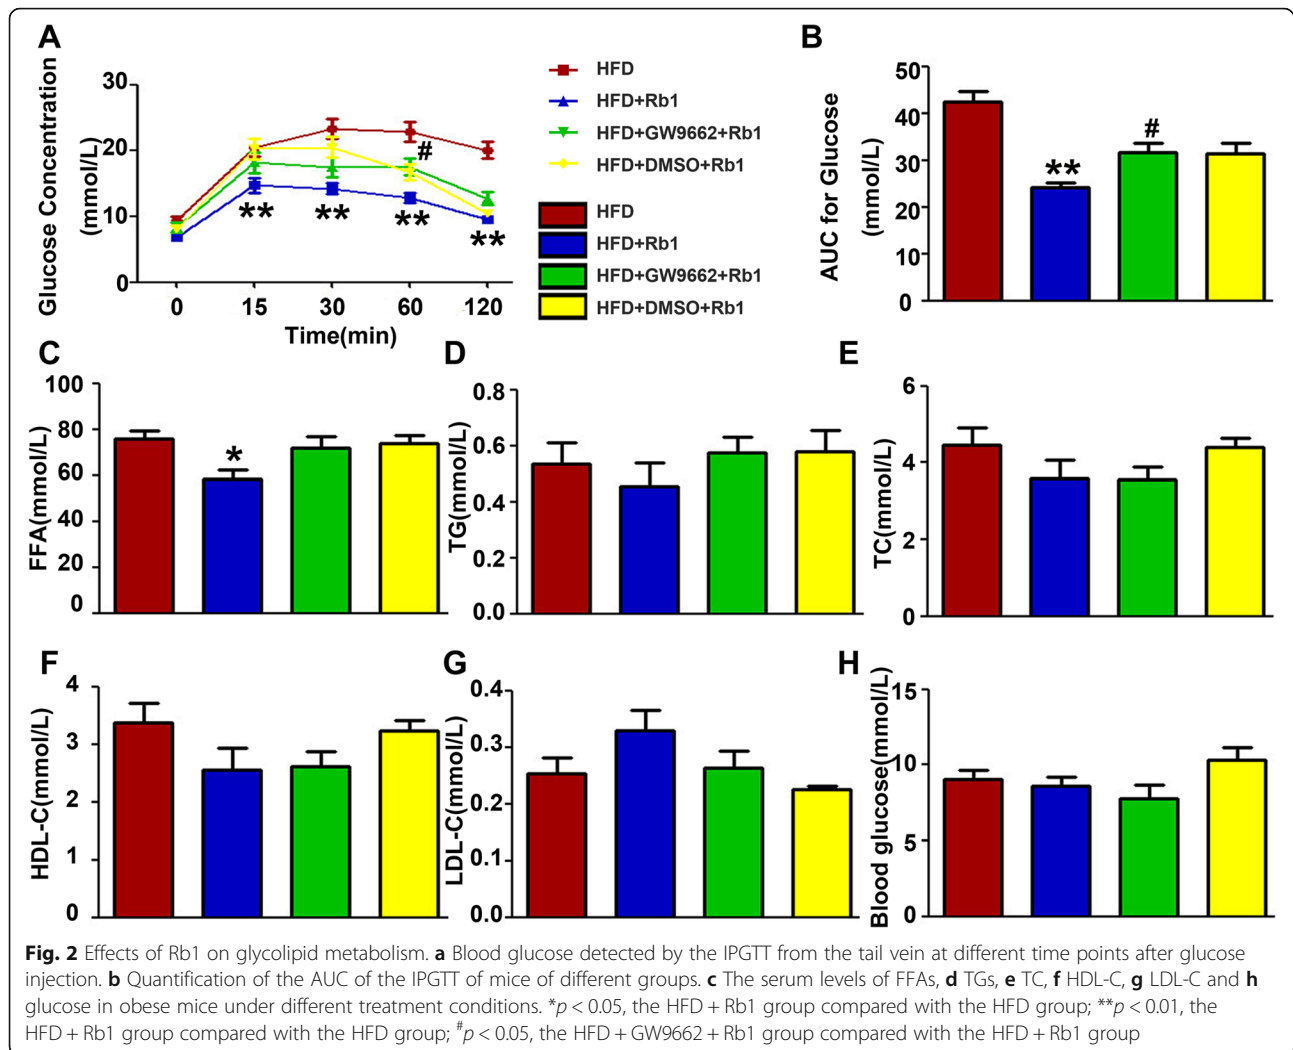 A
Glucose Concentration
(mmol/L)
30
20
10
0
#
**
**
**
**
0 15 30 60 120
Time(min)
HFD
HFD+Rb1
HFD+GW9662+Rb1
HFD+DMSO+Rb1
HFD
HFD+Rb1
HFD+GW9662+Rb1
HFD+DMSO+Rb1
B
AUC for Glucose
(mmol/L)
50
40
30
20
10
0
**
#
C
FFA(mmol/L)
100
80
60
40
20
0
*
D
TG(mmol/L)
0.8
0.6
0.4
0.2
0.0
E
TC(mmol/L)
6
4
2
0
F
HDL-C(mmol/L)
4
3
2
1
0
G
LDL-C(mmol/L)
0.4
0.3
0.2
0.1
0.0
H
Blood glucose(mmol/L)
15
10
5
0
Fig. 2 Effects of Rb1 on glycolipid metabolism. a Blood glucose detected by the IPGTT from the tail vein at different time points after glucose
injection. b Quantification of the AUC of the IPGTT of mice of different groups. c The serum levels of FFAs, d TGs, e TC, f HDL-C, g LDL-C and h
glucose in obese mice under different treatment conditions. *p < 0.05, the HFD + Rb1 group compared with the HFD group; **p < 0.01, the
HFD + Rb1 group compared with the HFD group; #p < 0.05, the HFD + GW9662 + Rb1 group compared with the HFD + Rb1 group